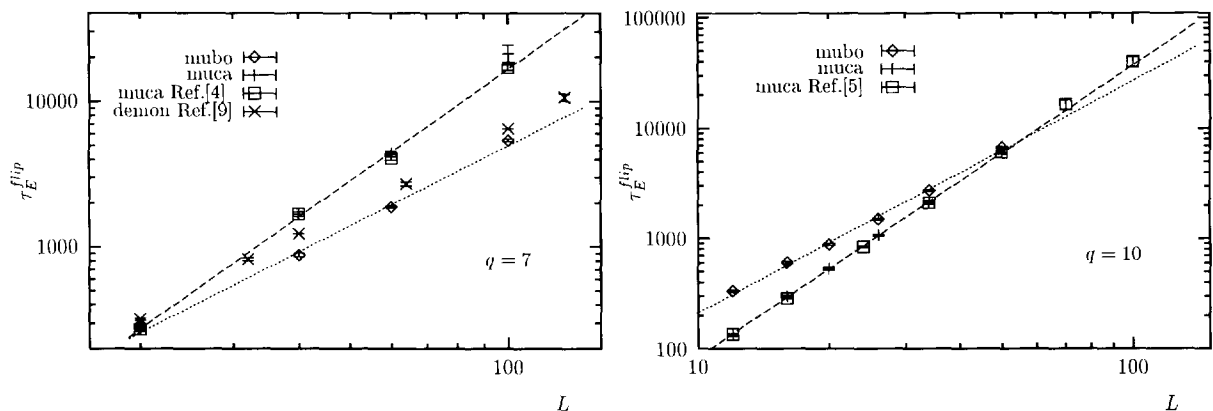 mubo
muca
muca Ref.[4]
demon Ref.[9]
10000
1000
τ_E^{flip}
q = 7
100
L
100000
mubo
muca
muca Ref.[5]
10000
τ_E^{flip}
1000
q = 10
100
10
100
L